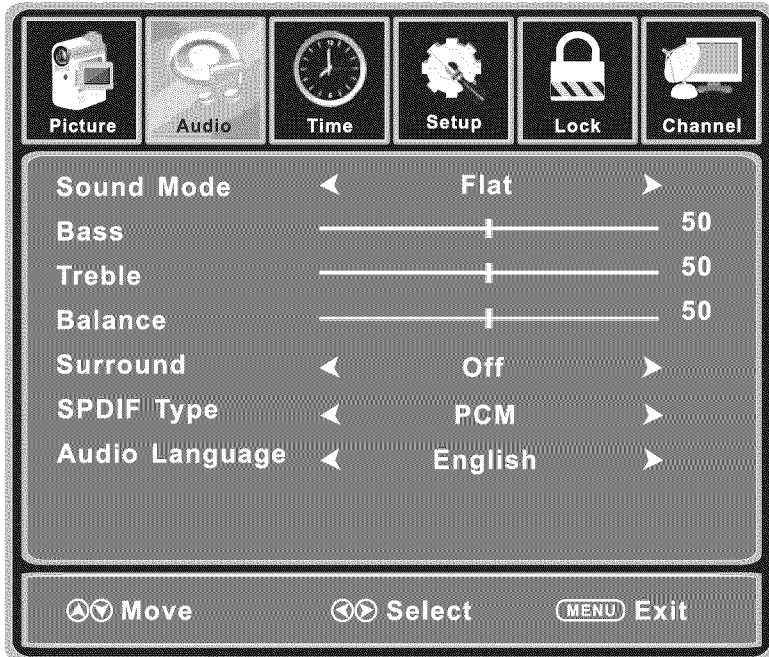 Picture Audio Time Setup Lock Channel
Sound Mode Flat
Bass 50
Treble 50
Balance 50
Surround Off
SPDIF Type PCM
Audio Language English
Move Select MENU Exit